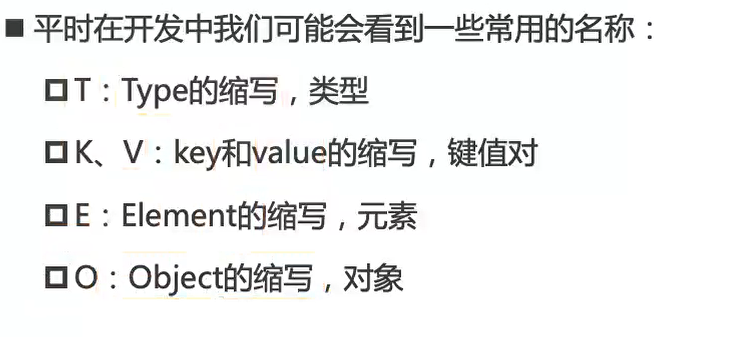 ■ 平时在开发中我们可能会看到一些常用的名称：
□ T：Type的缩写，类型
□ K、V：key和value的缩写，键值对
□ E：Element的缩写，元素
□ O：Object的缩写，对象